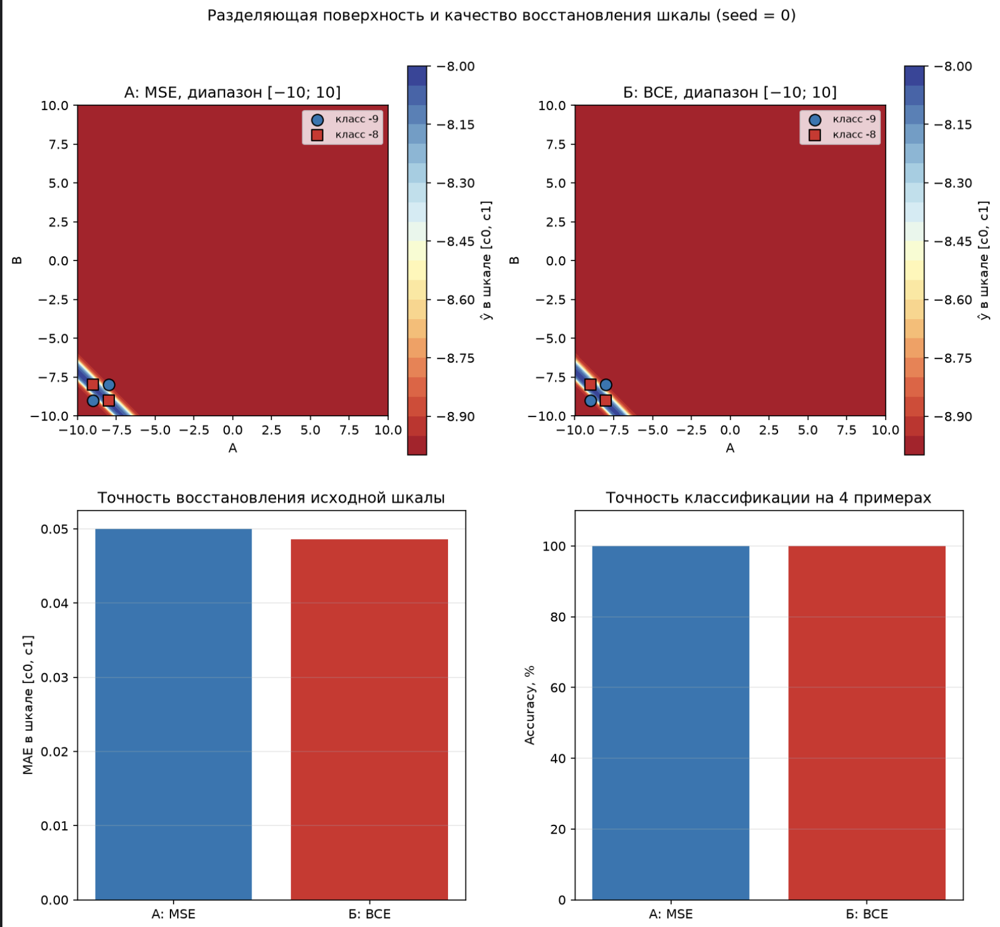 Разделяющая поверхность и качество восстановления шкалы (seed = 0)
А: MSE, диапазон [−10; 10]
класс -9
класс -8
10.0
7.5
5.0
2.5
0.0
−2.5
−5.0
−7.5
−10.0
B
−10.0 −7.5 −5.0 −2.5 0.0 2.5 5.0 7.5 10.0
A
−8.00
−8.15
−8.30
−8.45
−8.60
−8.75
−8.90
ŷ в шкале [c0, c1]
Б: BCE, диапазон [−10; 10]
класс -9
класс -8
10.0
7.5
5.0
2.5
0.0
−2.5
−5.0
−7.5
−10.0
B
−10.0 −7.5 −5.0 −2.5 0.0 2.5 5.0 7.5 10.0
A
−8.00
−8.15
−8.30
−8.45
−8.60
−8.75
−8.90
ŷ в шкале [c0, c1]
Точность восстановления исходной шкалы
0.05
0.04
0.03
0.02
0.01
0.00
MAE в шкале [c0, c1]
А: MSE Б: BCE
Точность классификации на 4 примерах
100
80
60
40
20
0
Accuracy, %
А: MSE Б: BCE